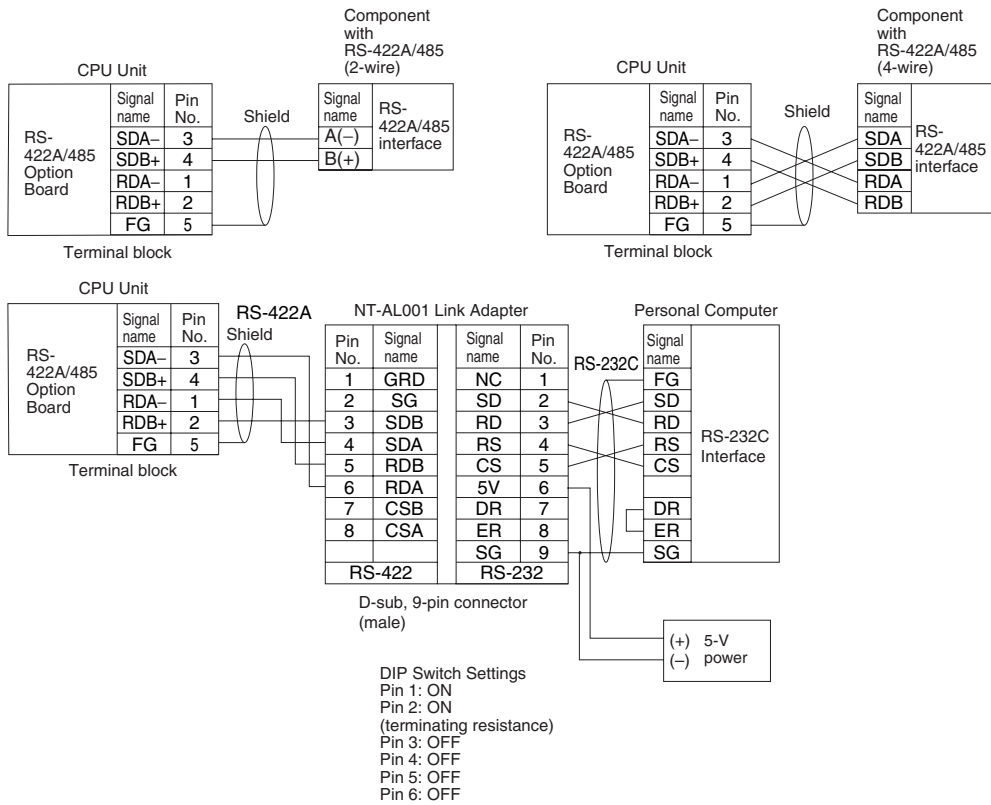 Component
with
RS-422A/485
(2-wire)
CPU Unit
Signal name Pin No.
RS-422A/485 Option Board
SDA− 3
SDB+ 4
RDA− 1
RDB+ 2
FG 5
Shield
Signal name
A(−)
B(+)
RS-422A/485 interface
Terminal block
Component
with
RS-422A/485
(4-wire)
CPU Unit
Signal name Pin No.
RS-422A/485 Option Board
SDA− 3
SDB+ 4
RDA− 1
RDB+ 2
FG 5
Shield
Signal name
SDA
SDB
RDA
RDB
RS-422A/485 interface
Terminal block
CPU Unit
Signal name Pin No.
RS-422A/485 Option Board
SDA− 3
SDB+ 4
RDA− 1
RDB+ 2
FG 5
Terminal block
RS-422A
Shield
NT-AL001 Link Adapter
Pin No. Signal name Signal name Pin No.
1 GRD NC 1
2 SG SD 2
3 SDB RD 3
4 SDA RS 4
5 RDB CS 5
6 RDA 5V 6
7 CSB DR 7
8 CSA ER 8
SG 9
RS-422 RS-232
D-sub, 9-pin connector
(male)
RS-232C
Personal Computer
Signal name
FG
SD
RD
RS
CS
DR
ER
SG
RS-232C Interface
(+) 5-V
(−) power
DIP Switch Settings
Pin 1: ON
Pin 2: ON
(terminating resistance)
Pin 3: OFF
Pin 4: OFF
Pin 5: OFF
Pin 6: OFF